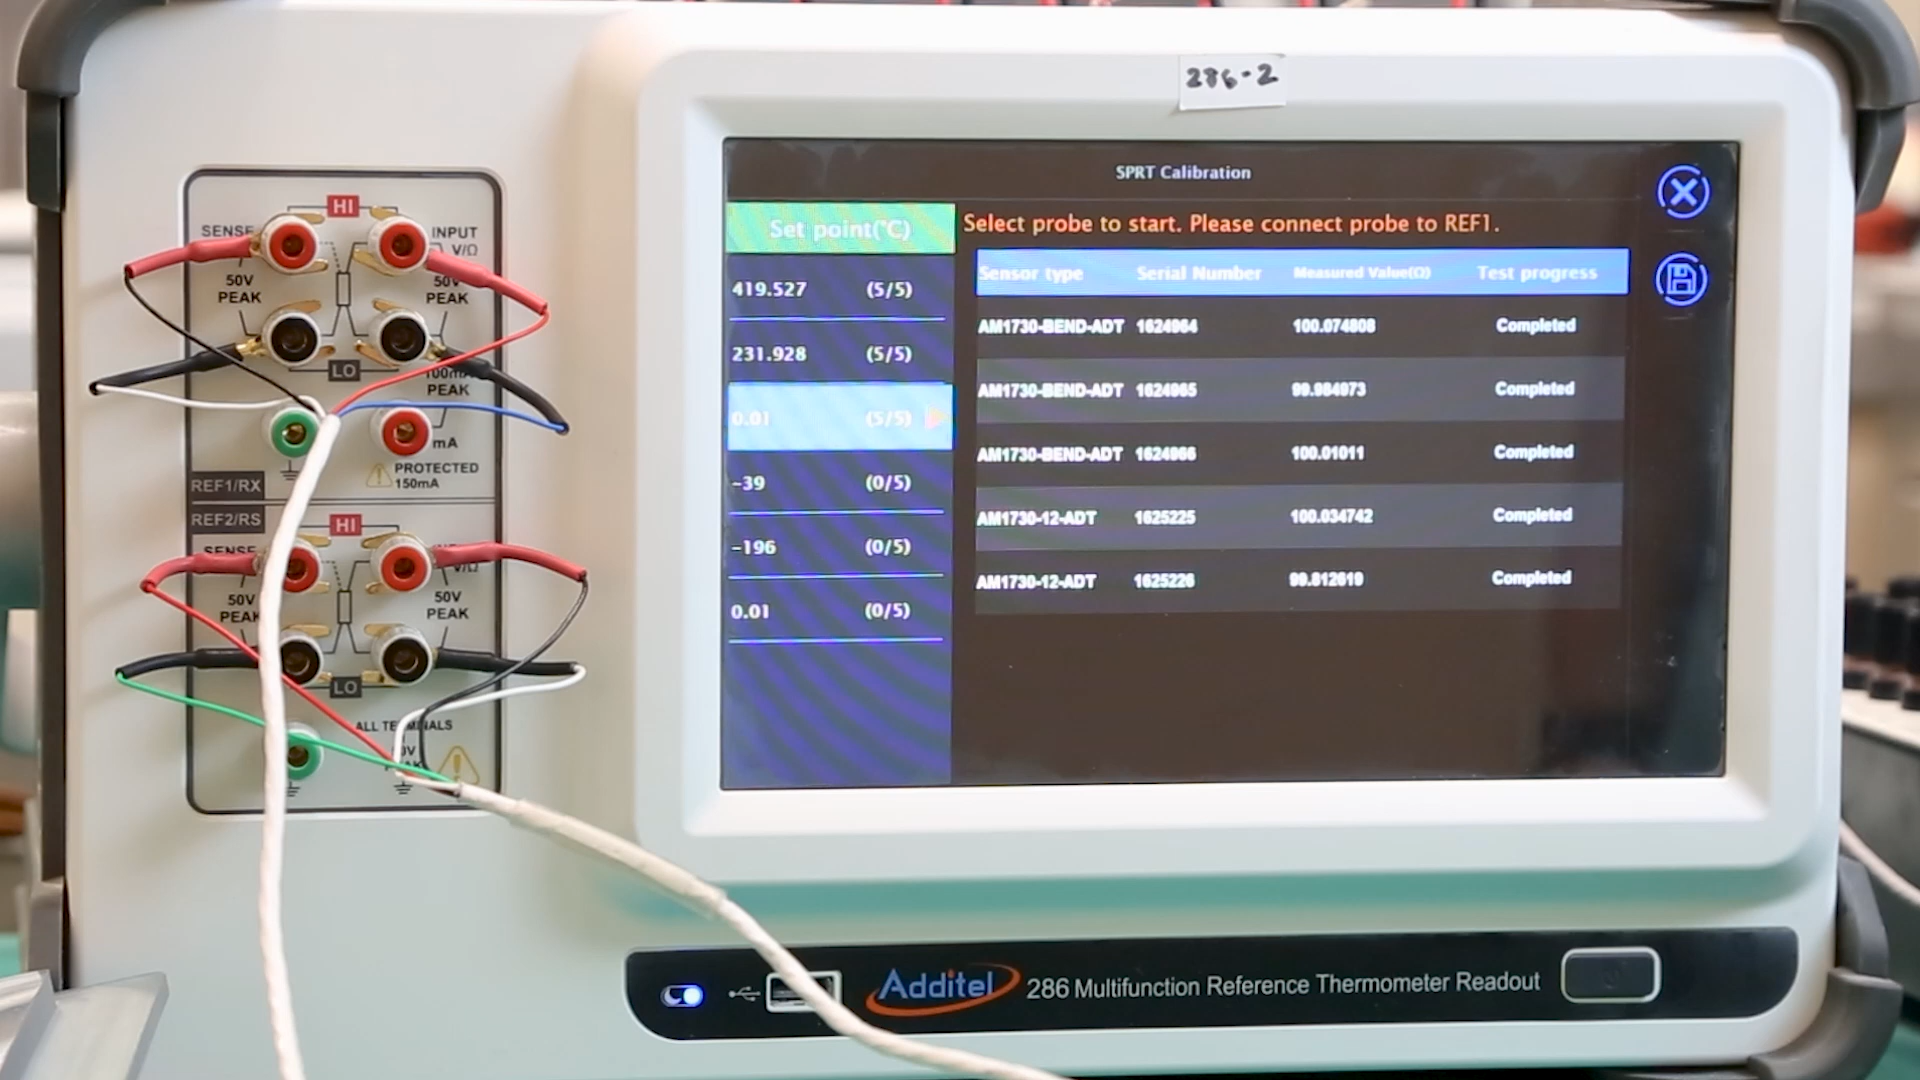 286-2
SPRT Calibration
Set point(℃)
Select probe to start. Please connect probe to REF1.
Sensor type Serial Number Measured Value(Ω) Test progress
419.527 (5/5)
231.928 (5/5)
0.01 (5/5)
-39 (0/5)
-196 (0/5)
0.01 (0/5)
AM1730-BEND-ADT 1624964 100.074808 Completed
AM1730-BEND-ADT 1624965 99.984973 Completed
AM1730-BEND-ADT 1624966 100.01011 Completed
AM1730-12-ADT 1625225 100.034742 Completed
AM1730-12-ADT 1625226 99.812619 Completed
HI
SENSE INPUT
V/Ω
50V
PEAK
50V
PEAK
LO
100mA
PEAK
mA
PROTECTED
150mA
REF1/RX
REF2/RS
HI
SENSE
V/Ω
50V
PEAK
50V
PEAK
LO
ALL TERMINALS
Additel 286 Multifunction Reference Thermometer Readout